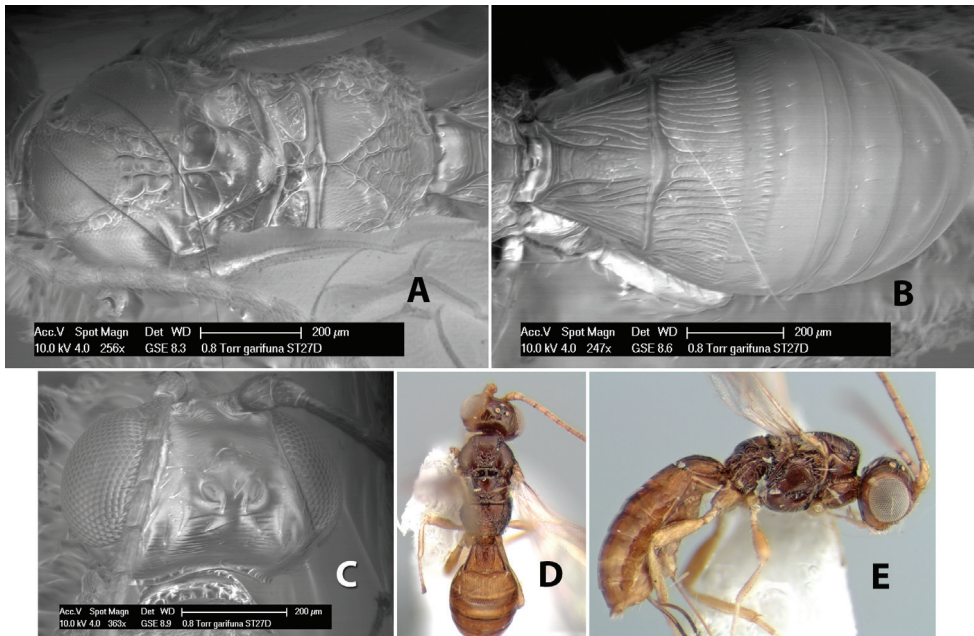 A
Acc.V Spot Magn Det WD 200 µm
10.0 kV 4.0 256x GSE 8.3 0.8 Torr garifuna ST27D
B
Acc.V Spot Magn Det WD 200 µm
10.0 kV 4.0 247x GSE 8.6 0.8 Torr garifuna ST27D
C
Acc.V Spot Magn Det WD 200 µm
10.0 kV 4.0 363x GSE 8.9 0.8 Torr garifuna ST27D
D
E